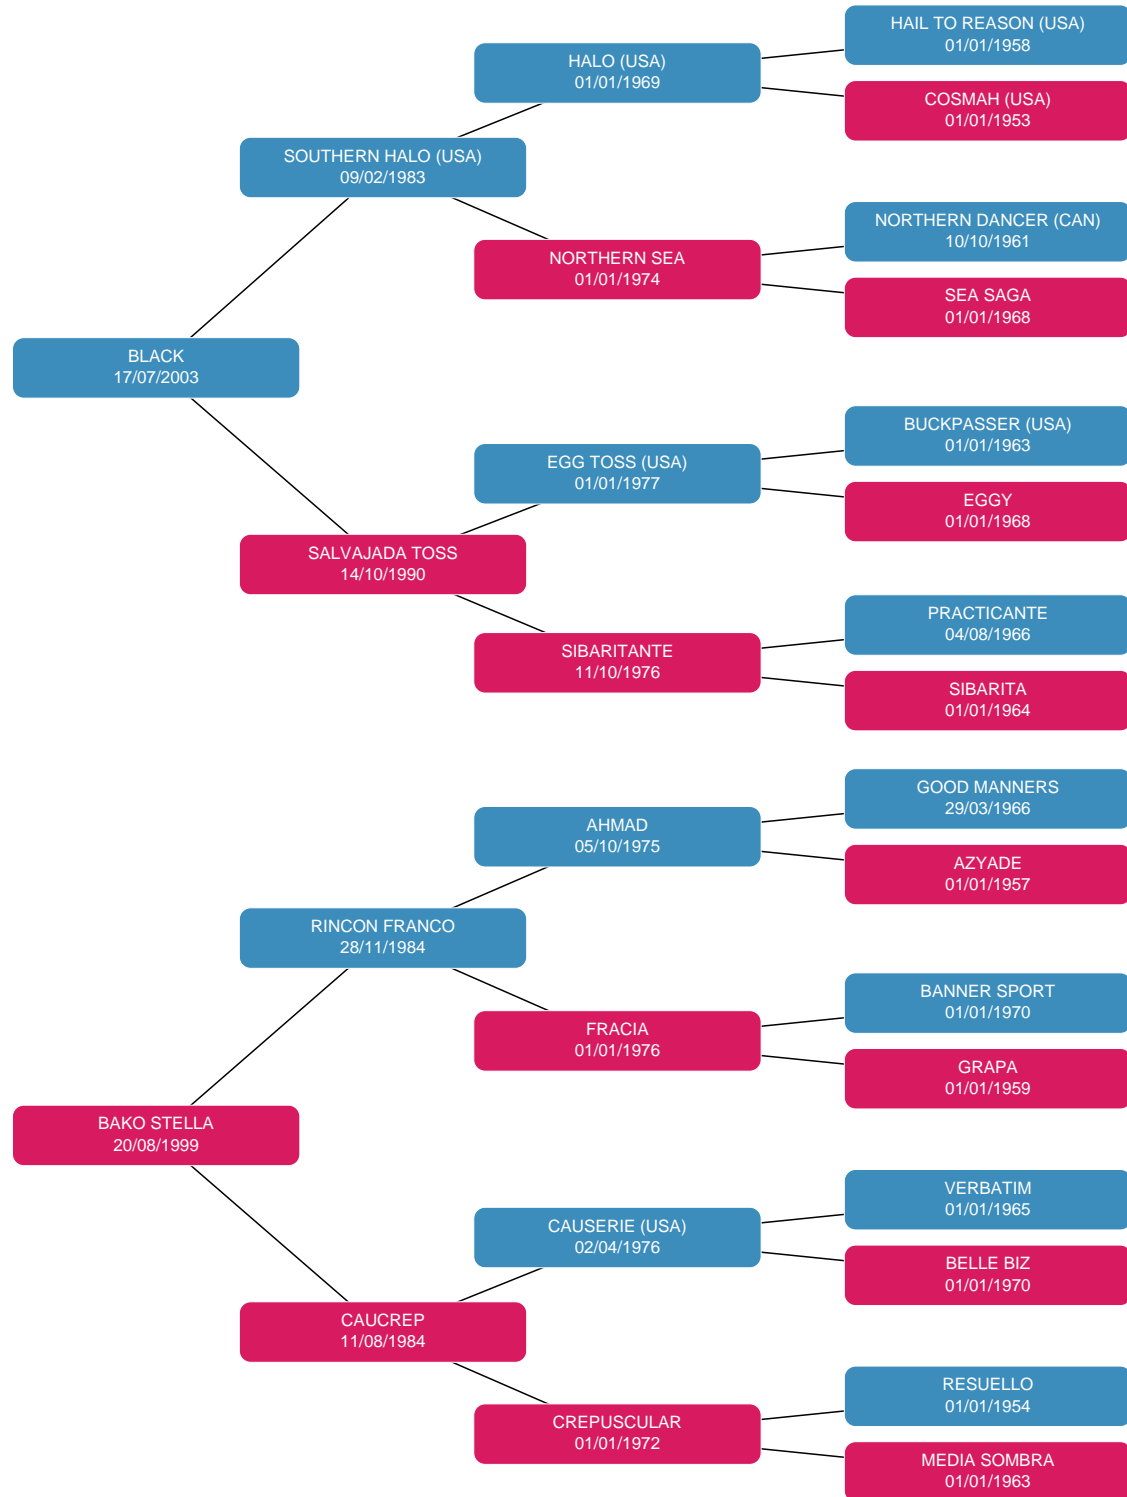 HAIL TO REASON (USA)
01/01/1958
HALO (USA)
01/01/1969
COSMAH (USA)
01/01/1953
SOUTHERN HALO (USA)
09/02/1983
NORTHERN DANCER (CAN)
10/10/1961
NORTHERN SEA
01/01/1974
SEA SAGA
01/01/1968
BLACK
17/07/2003
BUCKPASSER (USA)
01/01/1963
EGG TOSS (USA)
01/01/1977
EGGY
01/01/1968
SALVAJADA TOSS
14/10/1990
PRACTICANTE
04/08/1966
SIBARITANTE
11/10/1976
SIBARITA
01/01/1964
GOOD MANNERS
29/03/1966
AHMAD
05/10/1975
AZYADE
01/01/1957
RINCON FRANCO
28/11/1984
BANNER SPORT
01/01/1970
FRACIA
01/01/1976
GRAPA
01/01/1959
BAKO STELLA
20/08/1999
VERBATIM
01/01/1965
CAUSERIE (USA)
02/04/1976
BELLE BIZ
01/01/1970
CAUCREP
11/08/1984
RESUELLO
01/01/1954
CREPUSCULAR
01/01/1972
MEDIA SOMBRA
01/01/1963